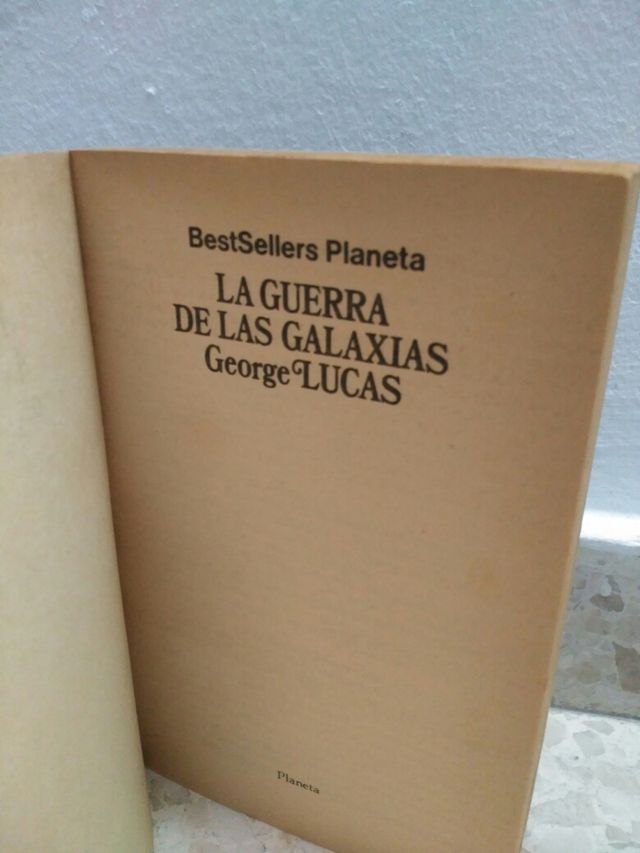 BestSellers Planeta
LA GUERRA
DE LAS GALAXIAS
George LUCAS
Planeta